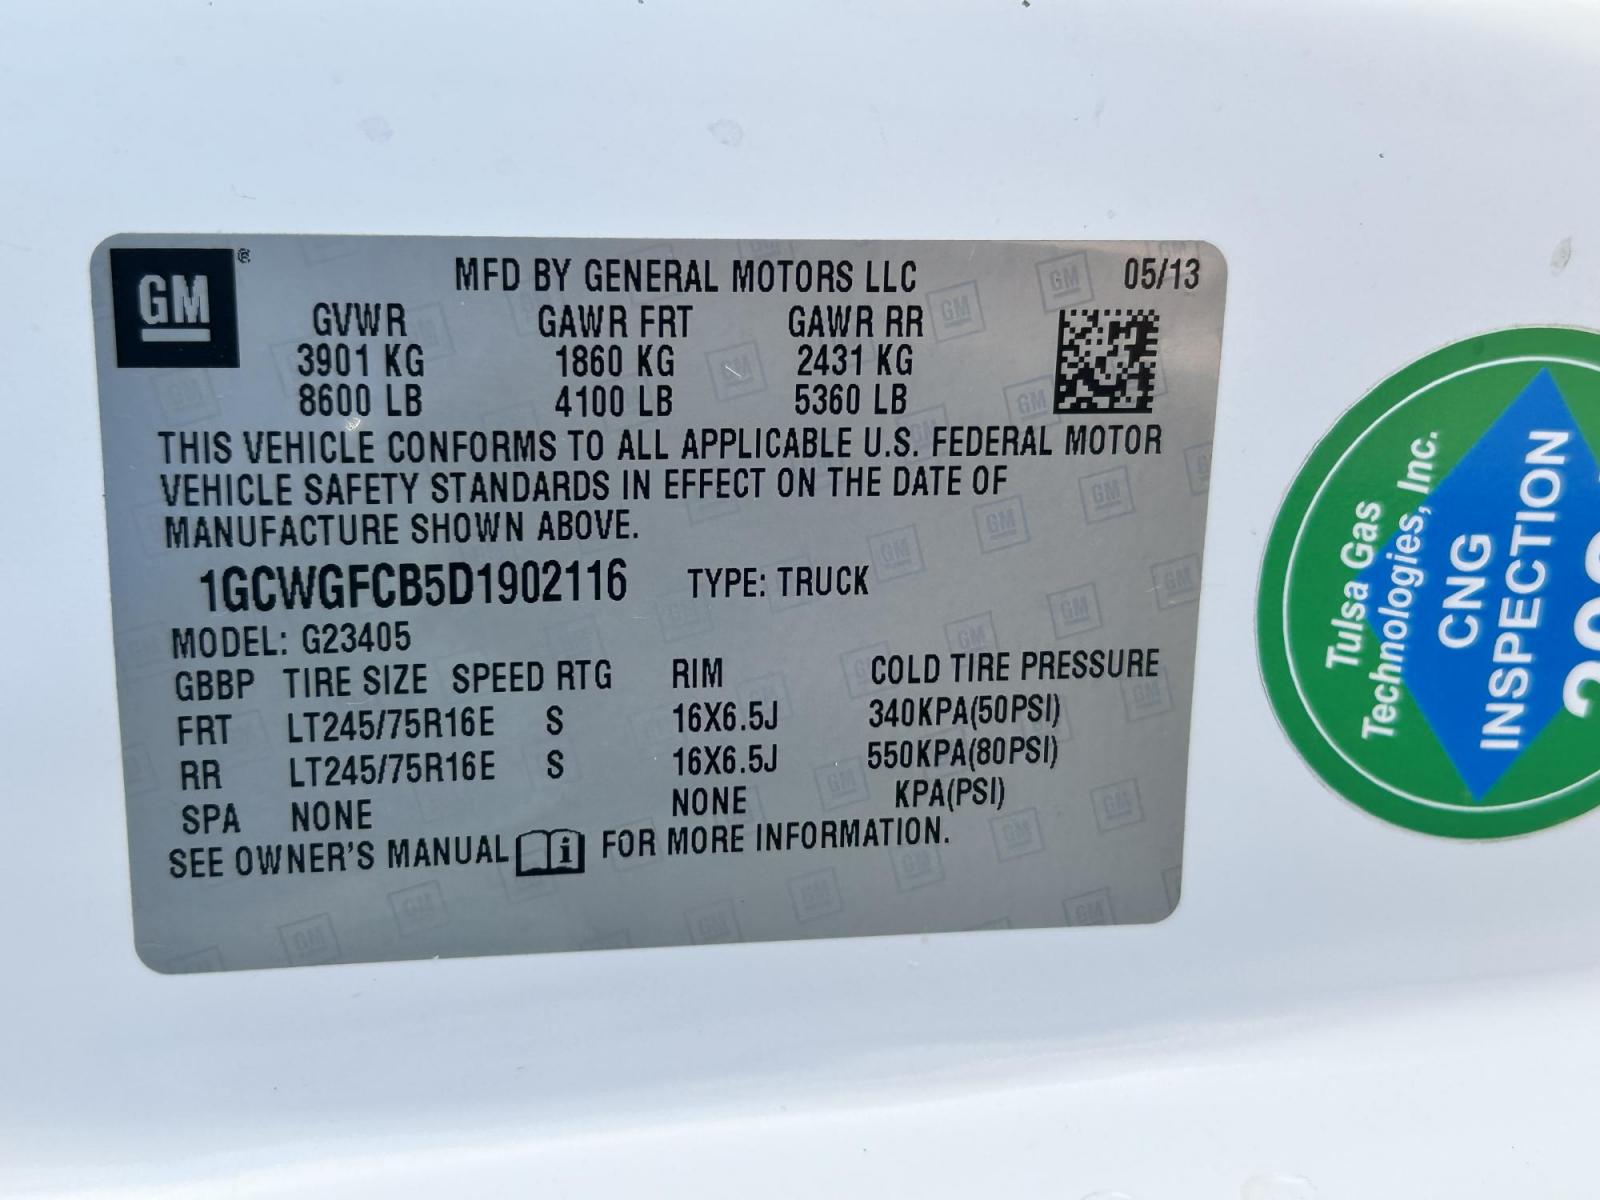 GM ®
MFD BY GENERAL MOTORS LLC 05/13
GVWR GAWR FRT GAWR RR
3901 KG 1860 KG 2431 KG
8600 LB 4100 LB 5360 LB
THIS VEHICLE CONFORMS TO ALL APPLICABLE U.S. FEDERAL MOTOR
VEHICLE SAFETY STANDARDS IN EFFECT ON THE DATE OF
MANUFACTURE SHOWN ABOVE.
1GCWGFCB5D1902116 TYPE: TRUCK
MODEL: G23405
GBBP TIRE SIZE SPEED RTG RIM COLD TIRE PRESSURE
FRT LT245/75R16E S 16X6.5J 340KPA(50PSI)
RR LT245/75R16E S 16X6.5J 550KPA(80PSI)
SPA NONE NONE KPA(PSI)
SEE OWNER'S MANUAL i FOR MORE INFORMATION.
Tulsa Gas
Technologies, Inc.
CNG
INSPECTION